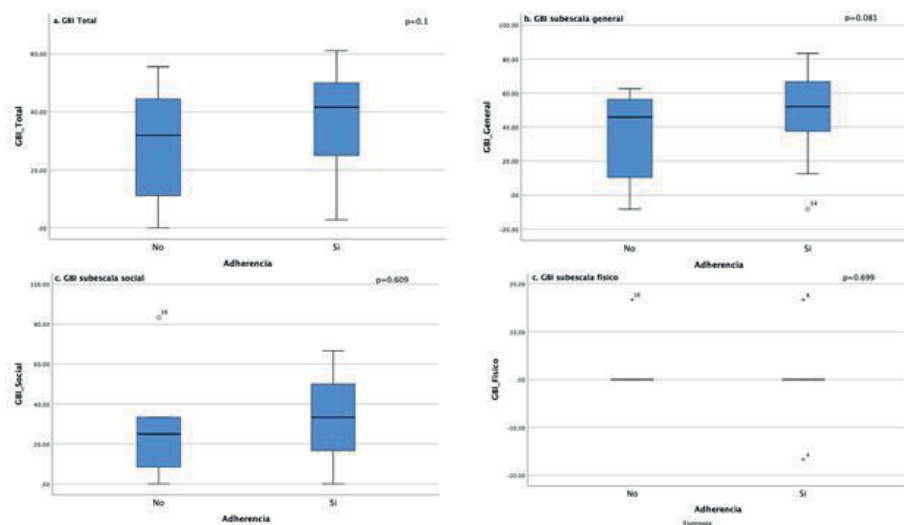 a. GBI Total
p=0.1
60.00
40.00
20.00
.00
GBI_Total
No
Si
Adherencia
b. GBI subescala general
p=0.081
100.00
80.00
60.00
40.00
20.00
.00
-20.00
GBI_General
34
No
Si
Adherencia
c. GBI subescala social
p=0.609
100.00
80.00
60.00
40.00
20.00
.00
GBI_Social
16
No
Si
Adherencia
c. GBI subescala fisico
p=0.699
20.00
10.00
.00
-10.00
-20.00
GBI_Fisico
16
4
No
Si
Adherencia